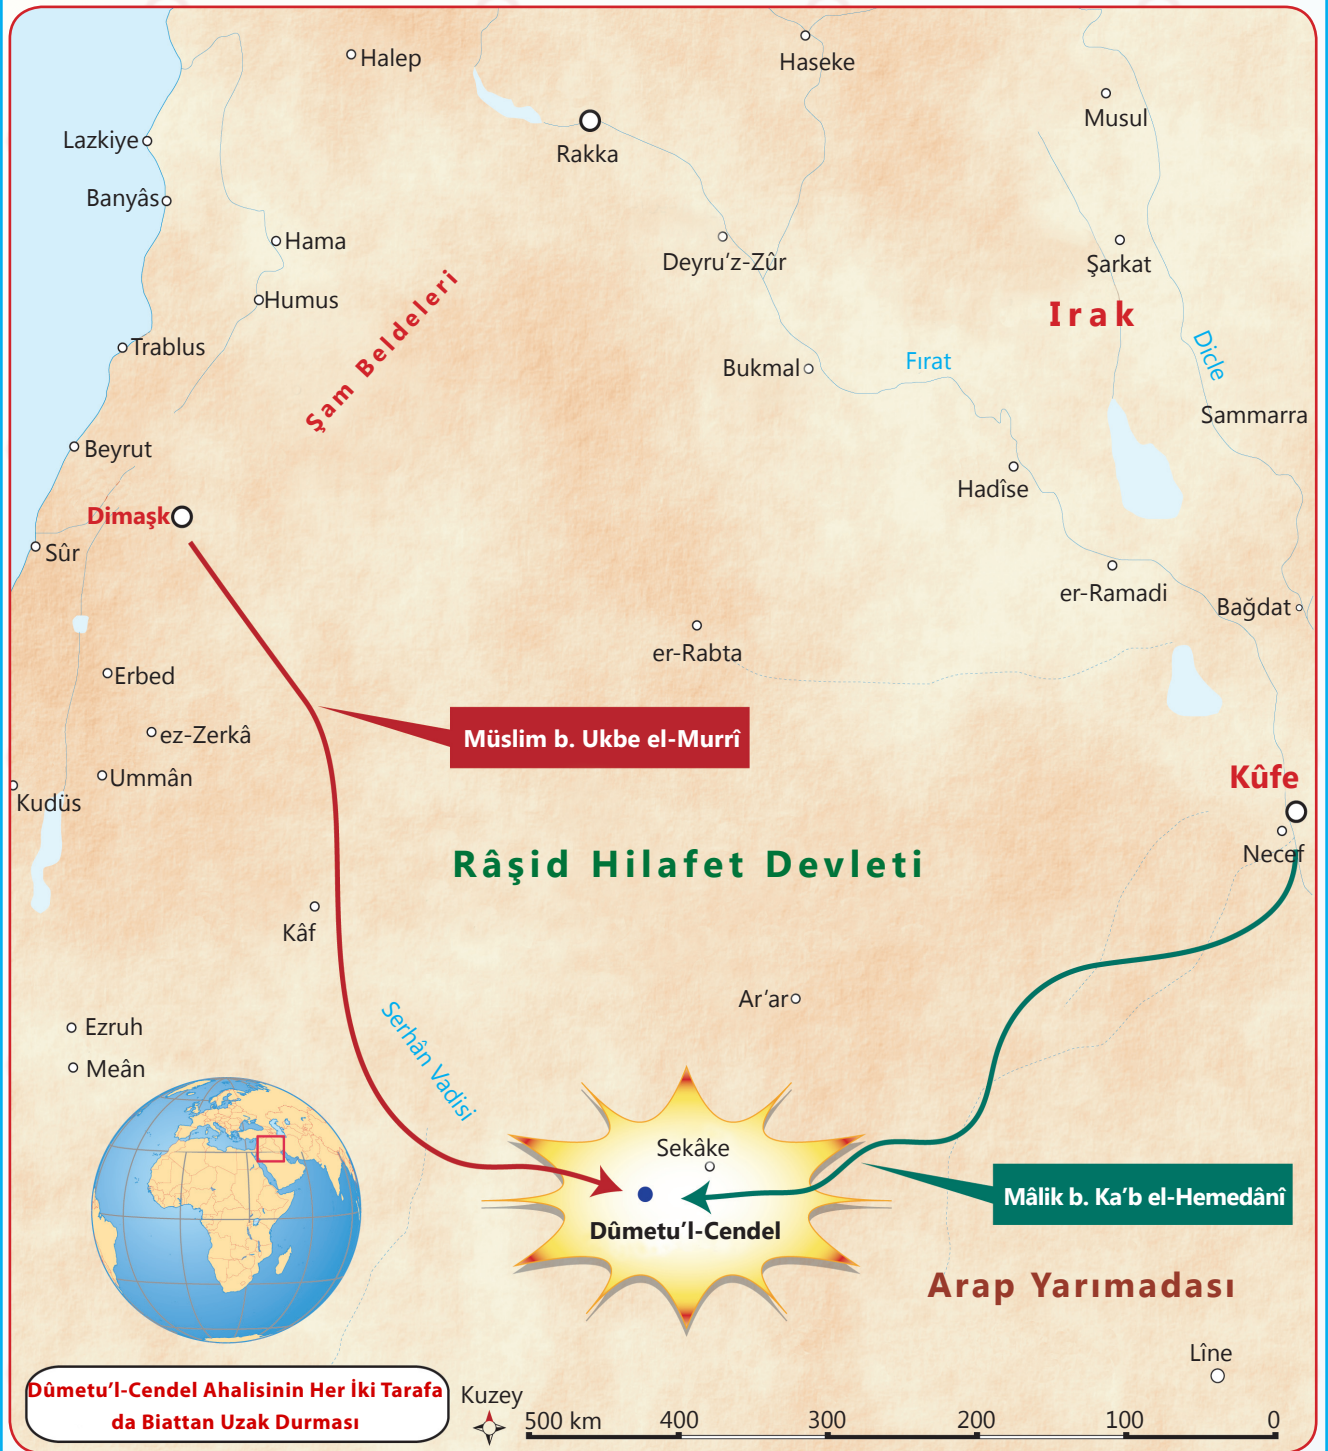 Halep
Haseke
Musul
Lazkiye
Rakka
Banyâs
Hama
Deyru'z-Zûr
Şarkat
Humus
Şam Beldeleri
Irak
Trablus
Bukmal
Fırat
Dicle
Sammarra
Beyrut
Hadîse
Dimaşk
Sûr
er-Ramadi
Bağdat
er-Rabta
Erbed
ez-Zerkâ
Müslim b. Ukbe el-Murrî
Ummân
Kudüs
Kûfe
Necef
Râşid Hilafet Devleti
Kâf
Ar'ar
Serhân Vadisi
Ezruh
Meân
Sekâke
Dûmetu'l-Cendel
Mâlik b. Ka'b el-Hemedânî
Arap Yarımadası
Lîne
Dûmetu'l-Cendel Ahalisinin Her İki Tarafa
da Biattan Uzak Durması
Kuzey
500 km 400 300 200 100 0